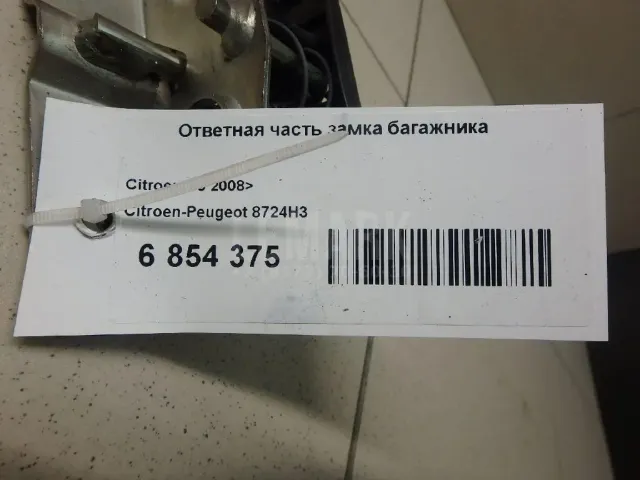 Ответная часть замка багажника
2008>
Citroen-Peugeot 8724H3
6 854 375